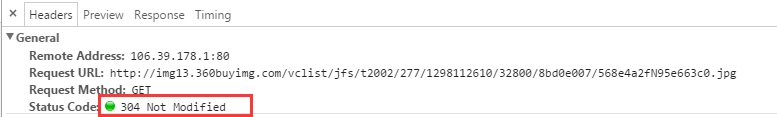 × Headers Preview Response Timing
▼General
Remote Address: 106.39.178.1:80
Request URL: http://img13.360buyimg.com/vclist/jfs/t2002/277/1298112610/32800/8bd0e007/568e4a2fN95e663c0.jpg
Request Method: GET
Status Code: 304 Not Modified